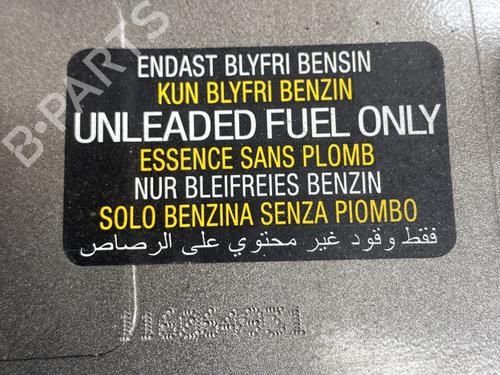 ENDAST BLYFRI BENSIN
KUN BLYFRI BENZIN
UNLEADED FUEL ONLY
ESSENCE SANS PLOMB
NUR BLEIFREIES BENZIN
SOLO BENZINA SENZA PIOMBO
فقط وقود غير محتوي على الرصاص
B-PARTS